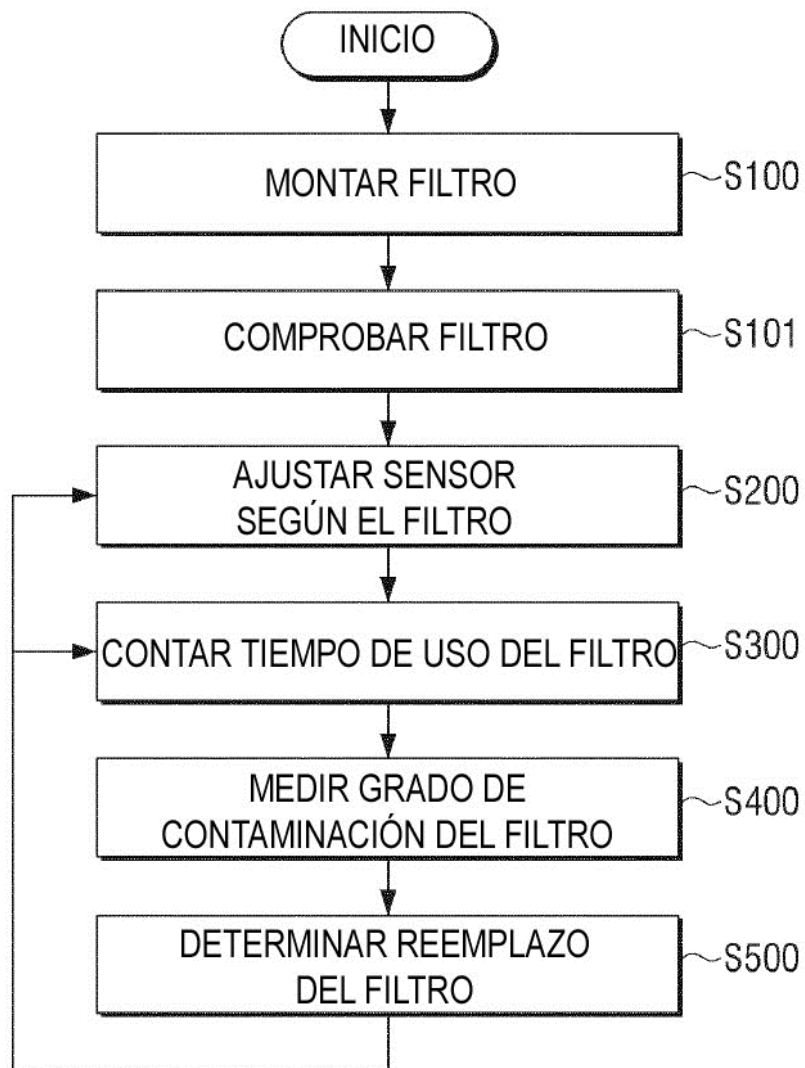 INICIO
MONTAR FILTRO
S100
COMPROBAR FILTRO
S101
AJUSTAR SENSOR
SEGÚN EL FILTRO
S200
CONTAR TIEMPO DE USO DEL FILTRO
S300
MEDIR GRADO DE
CONTAMINACIÓN DEL FILTRO
S400
DETERMINAR REEMPLAZO
DEL FILTRO
S500